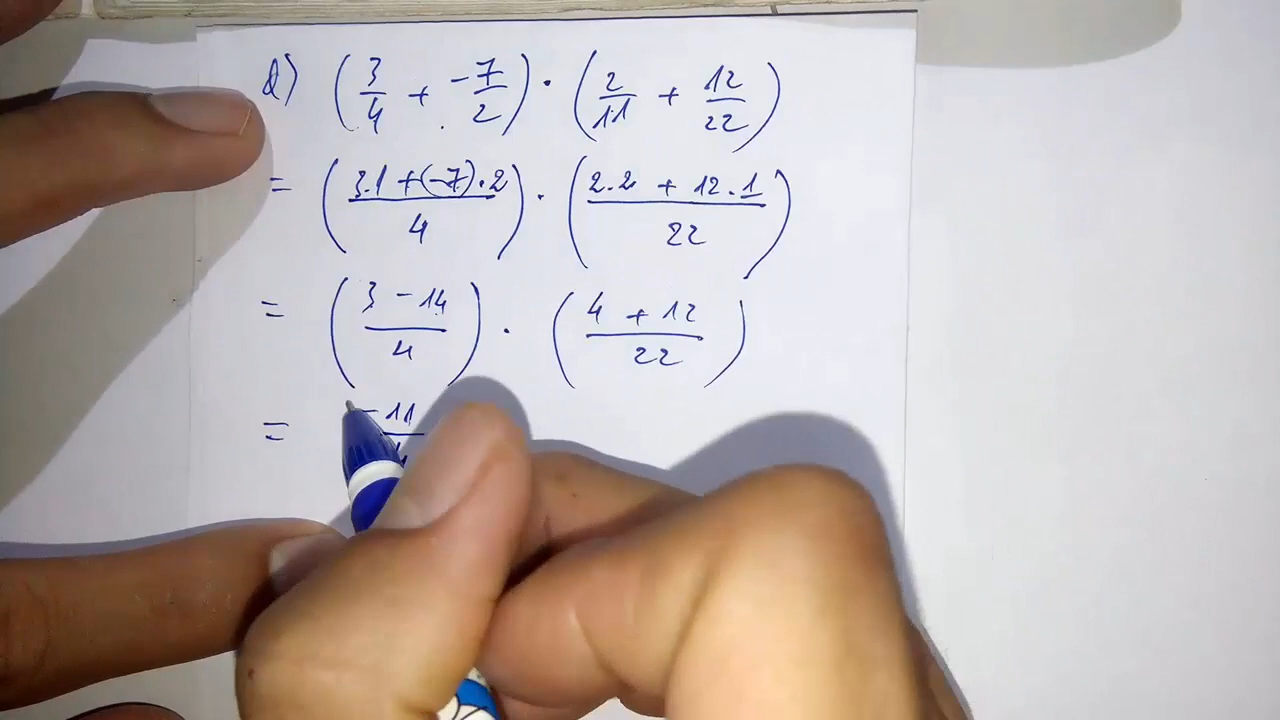 d) (3/4 + -7/2) · (2/11 + 12/22)
= (3.1 + (-7).2 / 4) · (2.2 + 12.1 / 22)
= (3 - 14 / 4) · (4 + 12 / 22)
= -11